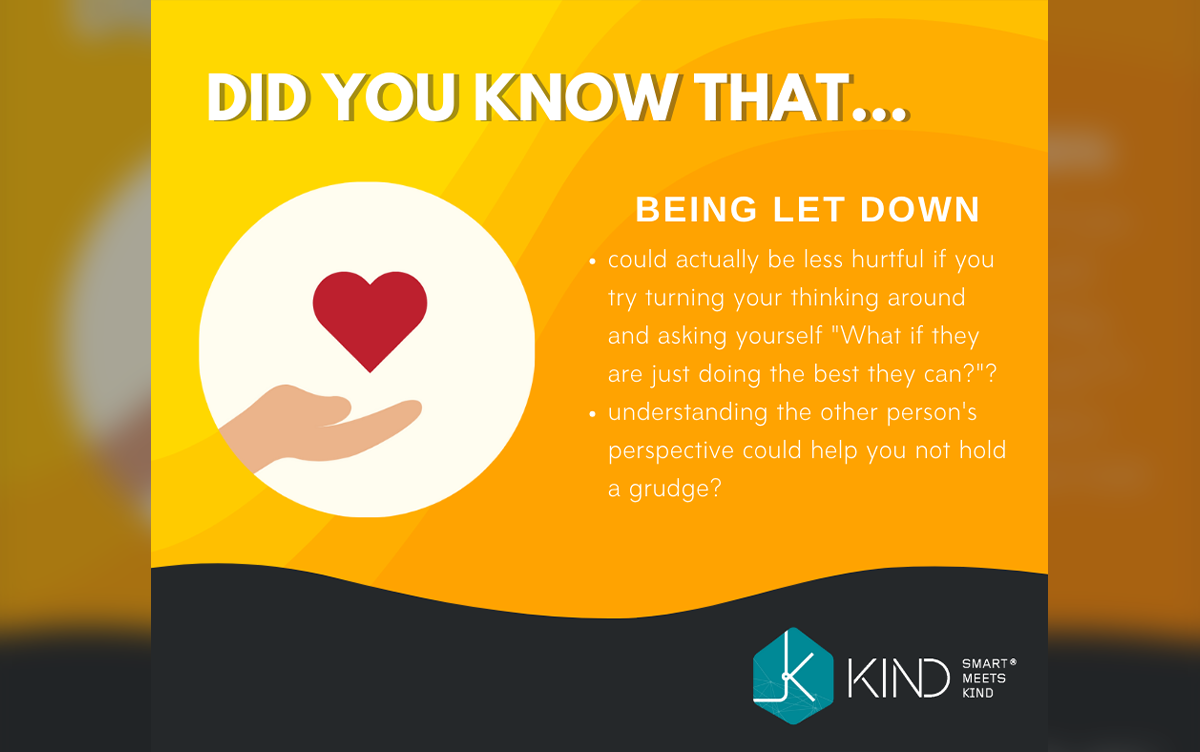 DID YOU KNOW THAT...
BEING LET DOWN
• could actually be less hurtful if you
try turning your thinking around
and asking yourself "What if they
are just doing the best they can?"?
• understanding the other person's
perspective could help you not hold
a grudge?
KIND
SMART®
MEETS
KIND